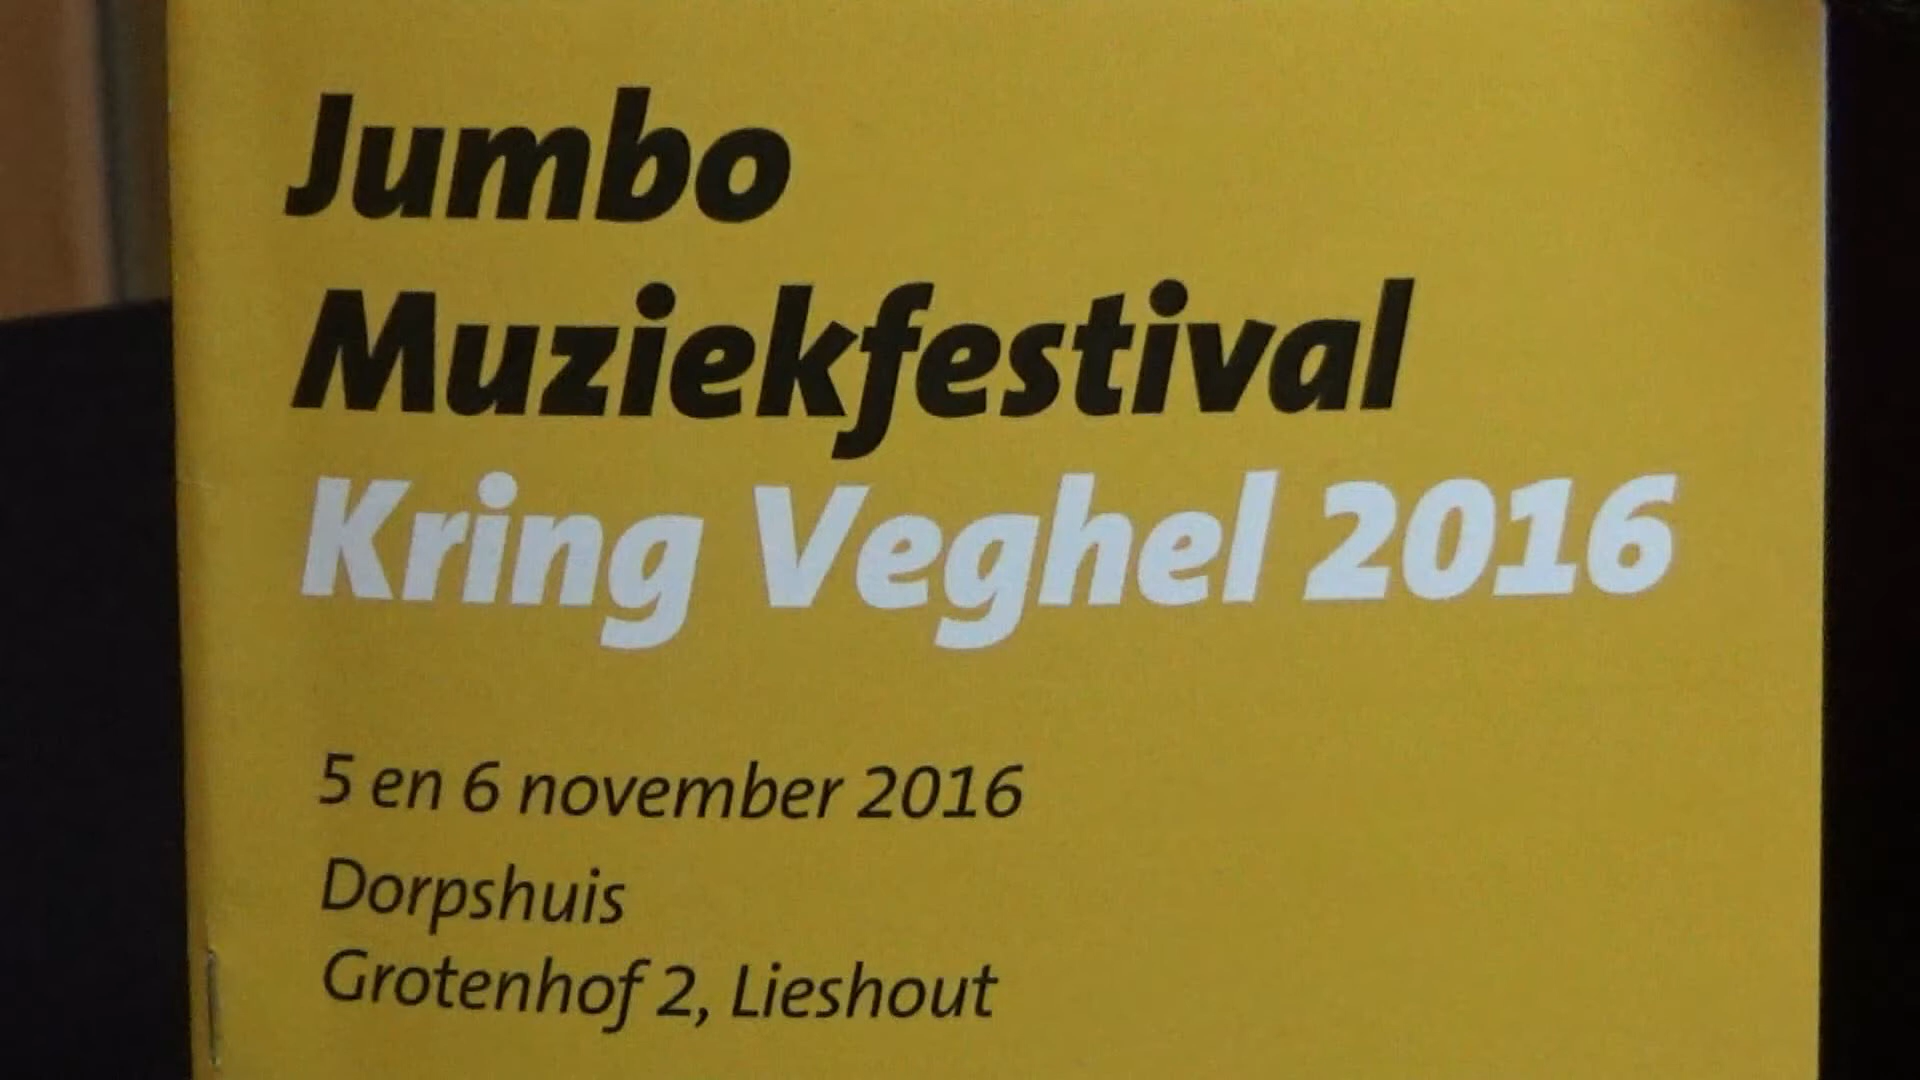 Jumbo
Muziekfestival
Kring Veghel 2016
5 en 6 november 2016
Dorpshuis
Grotenhof 2, Lieshout